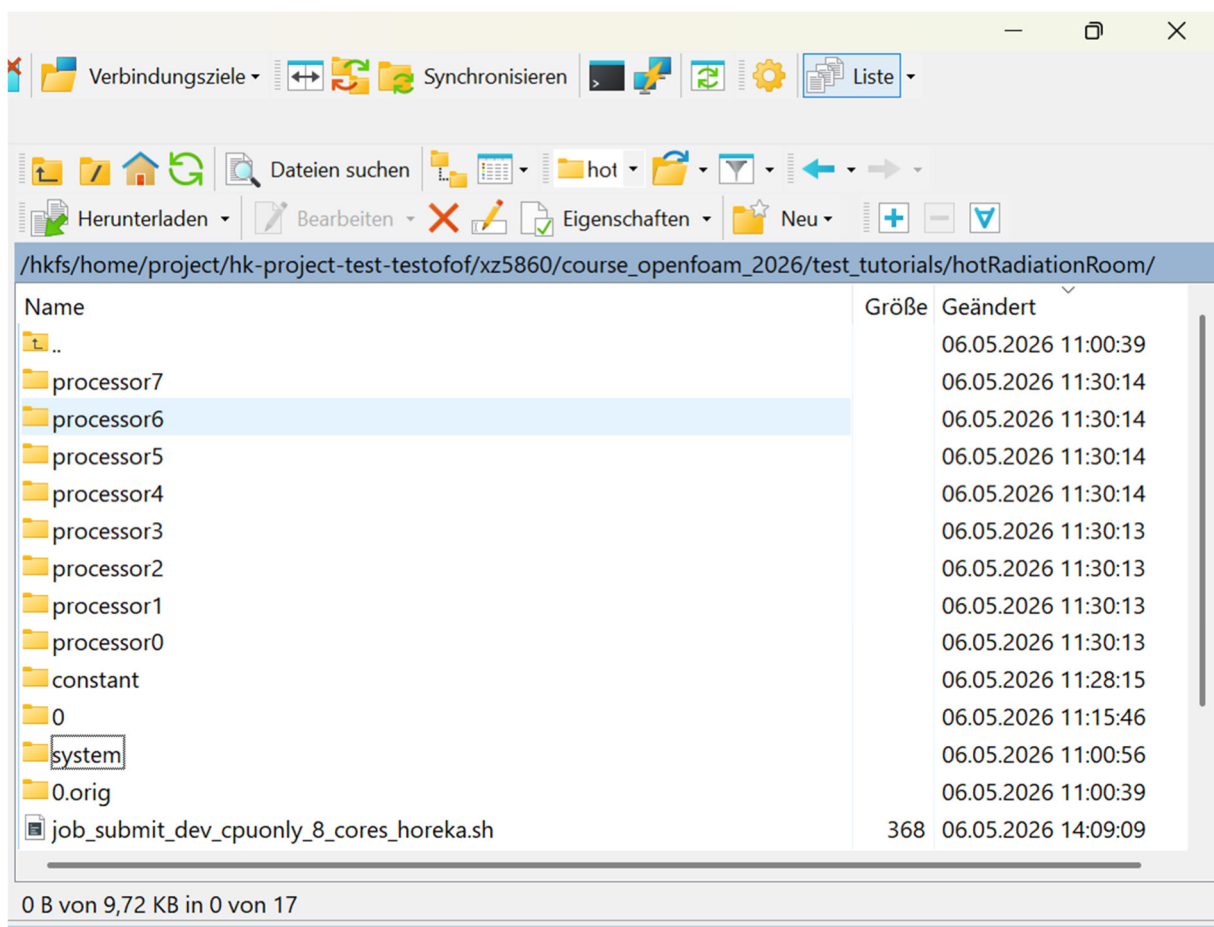 Verbindungsziele Synchronisieren Liste
Dateien suchen hot
Herunterladen Bearbeiten Eigenschaften Neu
/hkfs/home/project/hk-project-test-testofof/xz5860/course_openfoam_2026/test_tutorials/hotRadiationRoom/
Name Größe Geändert
.. 06.05.2026 11:00:39
processor7 06.05.2026 11:30:14
processor6 06.05.2026 11:30:14
processor5 06.05.2026 11:30:14
processor4 06.05.2026 11:30:14
processor3 06.05.2026 11:30:13
processor2 06.05.2026 11:30:13
processor1 06.05.2026 11:30:13
processor0 06.05.2026 11:30:13
constant 06.05.2026 11:28:15
0 06.05.2026 11:15:46
system 06.05.2026 11:00:56
0.orig 06.05.2026 11:00:39
job_submit_dev_cpuonly_8_cores_horeka.sh 368 06.05.2026 14:09:09
0 B von 9,72 KB in 0 von 17